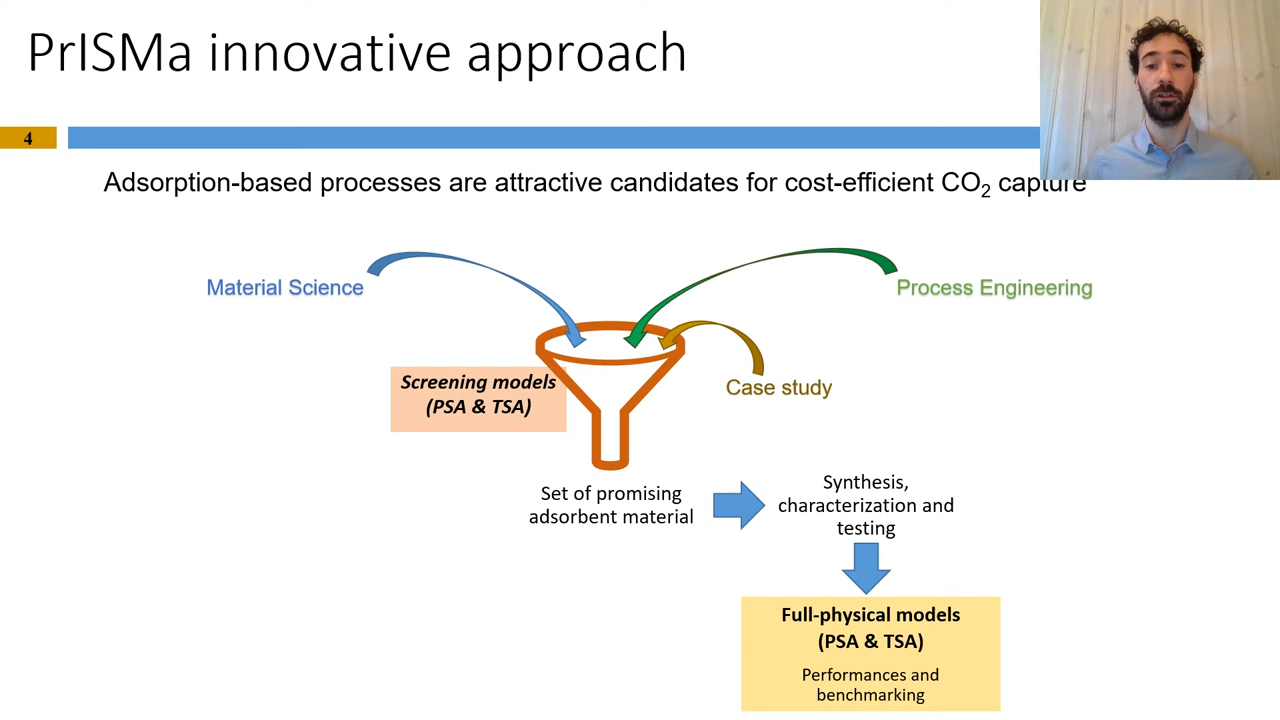 PrISMa innovative approach
4
Adsorption-based processes are attractive candidates for cost-efficient CO2 capture
Material Science
Process Engineering
Screening models
(PSA & TSA)
Case study
Set of promising
adsorbent material
Synthesis,
characterization and
testing
Full-physical models
(PSA & TSA)
Performances and
benchmarking